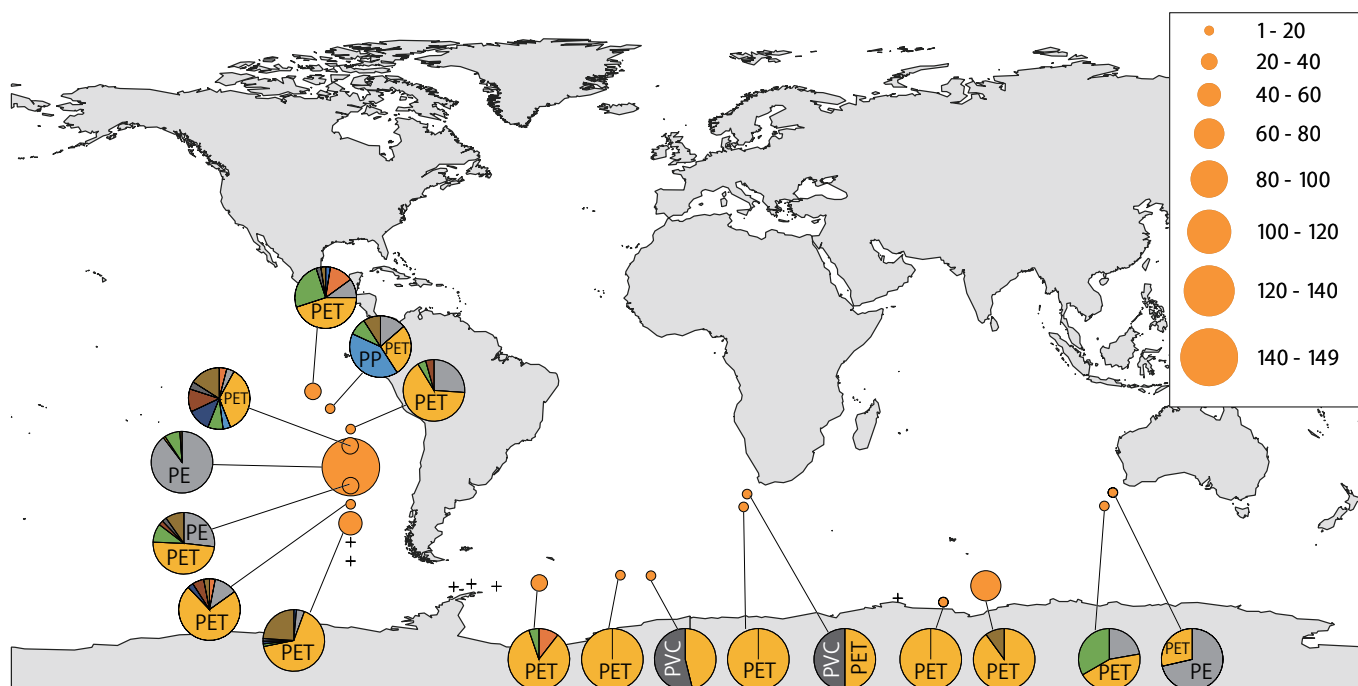 1 - 20
20 - 40
40 - 60
60 - 80
80 - 100
100 - 120
120 - 140
140 - 149
PET
PP
PET
PET
PET
PE
PE
PET
PET
PET
PET
PET
PVC
PET
PVC
PET
PET
PET
PET
PET
PE